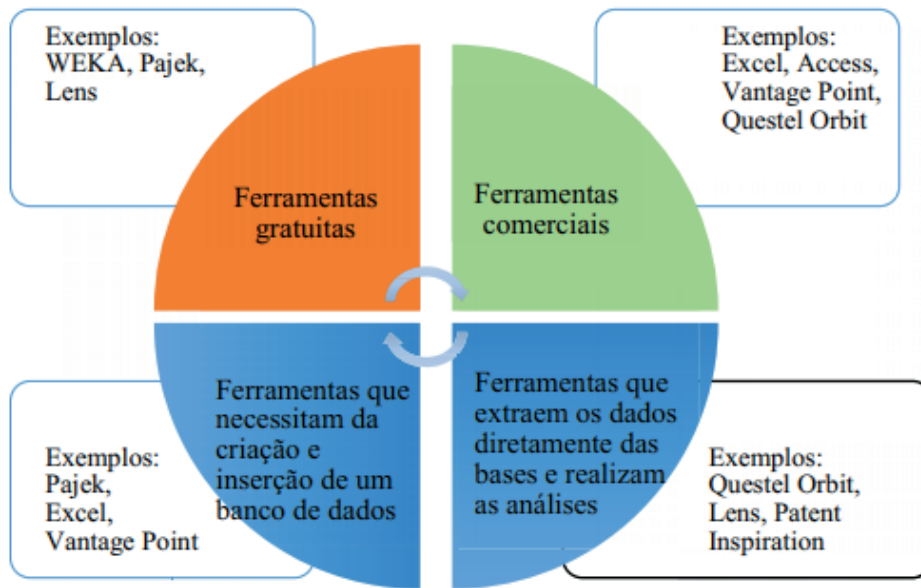 Exemplos:
WEKA, Pajek,
Lens
Exemplos:
Excel, Access,
Vantage Point,
Questel Orbit
Ferramentas
gratuitas
Ferramentas
comerciais
Ferramentas que
necessitam da
criação e
inserção de um
banco de dados
Ferramentas que
extraem os dados
diretamente das
bases e realizam
as análises
Exemplos:
Pajek,
Excel,
Vantage Point
Exemplos:
Questel Orbit,
Lens, Patent
Inspiration